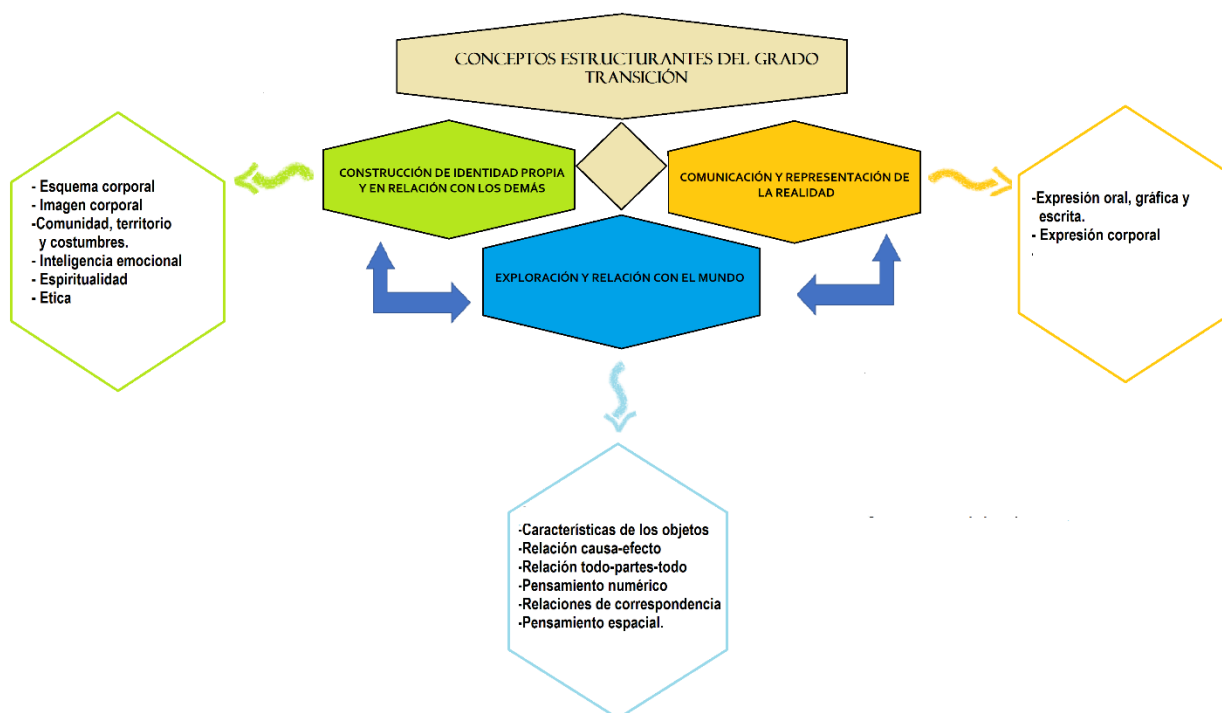 CONCEPTOS ESTRUCTURANTES DEL GRADO
TRANSICIÓN
CONSTRUCCIÓN DE IDENTIDAD PROPIA
Y EN RELACIÓN CON LOS DEMÁS
COMUNICACIÓN Y REPRESENTACIÓN DE
LA REALIDAD
EXPLORACIÓN Y RELACIÓN CON EL MUNDO
- Esquema corporal
- Imagen corporal
-Comunidad, territorio
y costumbres.
- Inteligencia emocional
- Espiritualidad
- Etica
-Expresión oral, gráfica y
escrita.
- Expresión corporal
.
-Características de los objetos
-Relación causa-efecto
-Relación todo-partes-todo
-Pensamiento numérico
-Relaciones de correspondencia
-Pensamiento espacial.